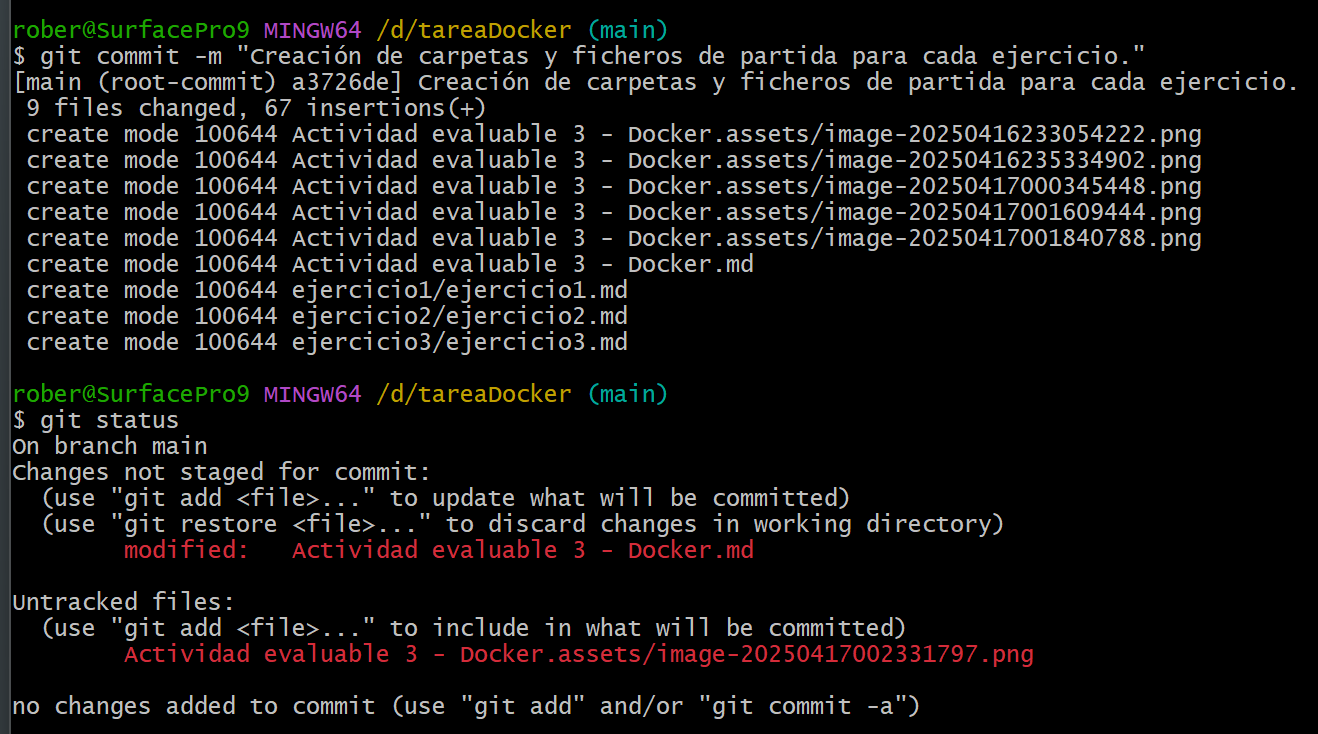 rober@SurfacePro9 MINGW64 /d/tareaDocker (main)
$ git commit -m "Creación de carpetas y ficheros de partida para cada ejercicio."
[main (root-commit) a3726de] Creación de carpetas y ficheros de partida para cada ejercicio.
 9 files changed, 67 insertions(+)
 create mode 100644 Actividad evaluable 3 - Docker.assets/image-20250416233054222.png
 create mode 100644 Actividad evaluable 3 - Docker.assets/image-20250416235334902.png
 create mode 100644 Actividad evaluable 3 - Docker.assets/image-20250417000345448.png
 create mode 100644 Actividad evaluable 3 - Docker.assets/image-20250417001609444.png
 create mode 100644 Actividad evaluable 3 - Docker.assets/image-20250417001840788.png
 create mode 100644 Actividad evaluable 3 - Docker.md
 create mode 100644 ejercicio1/ejercicio1.md
 create mode 100644 ejercicio2/ejercicio2.md
 create mode 100644 ejercicio3/ejercicio3.md
rober@SurfacePro9 MINGW64 /d/tareaDocker (main)
$ git status
On branch main
Changes not staged for commit:
  (use "git add <file>..." to update what will be committed)
  (use "git restore <file>..." to discard changes in working directory)
        modified:   Actividad evaluable 3 - Docker.md
Untracked files:
  (use "git add <file>..." to include in what will be committed)
        Actividad evaluable 3 - Docker.assets/image-20250417002331797.png
no changes added to commit (use "git add" and/or "git commit -a")